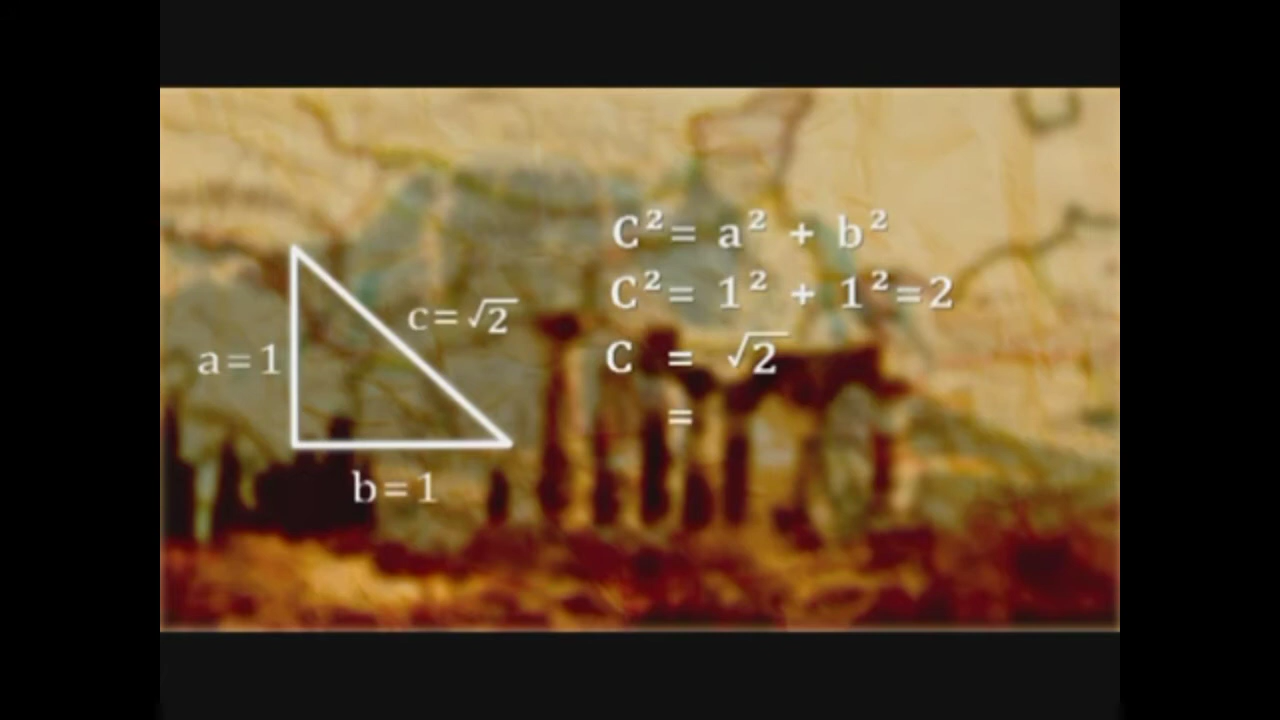 C² = a² + b²
C² = 1² + 1² = 2
c = √2
a = 1
C = √2
=
b = 1